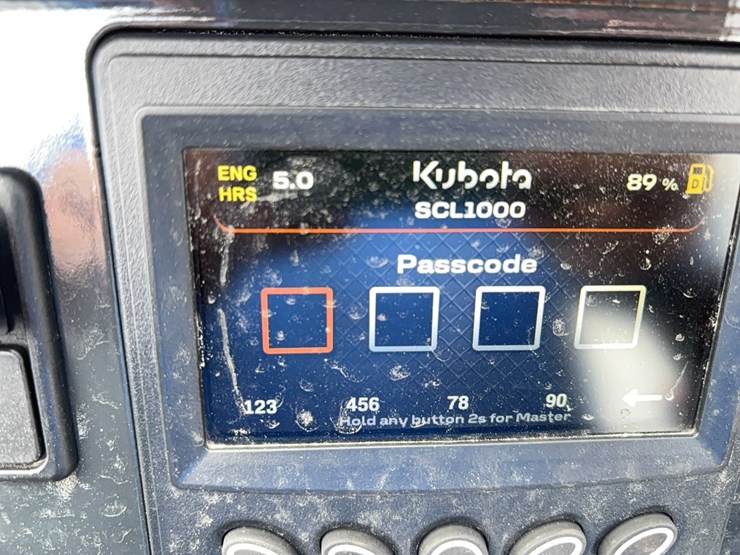 ENG HRS 5.0
Kubota
89 % D
SCL1000
Passcode
123 456 78 90
Hold any button 2s for Master